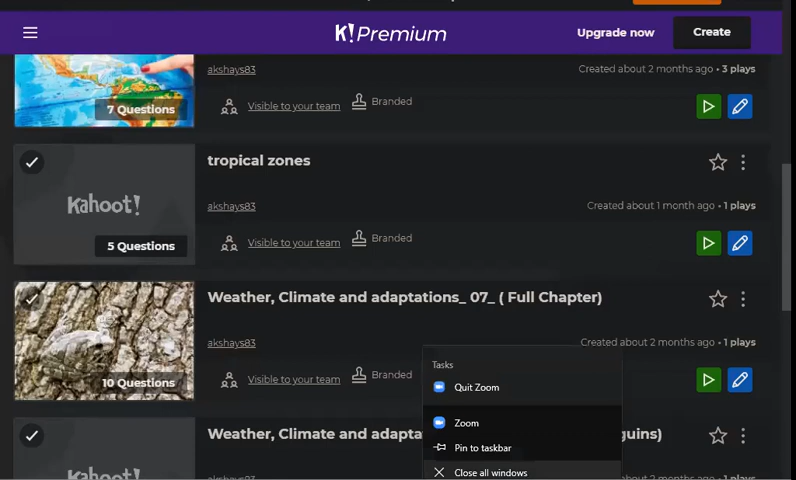 K! Premium
Upgrade now
Create
akshays83
Created about 2 months ago • 3 plays
7 Questions
Visible to your team
Branded
tropical zones
Kahoot!
akshays83
Created about 1 month ago • 1 plays
5 Questions
Visible to your team
Branded
Weather, Climate and adaptations_ 07_ ( Full Chapter)
akshays83
Created about 2 months ago • 1 plays
10 Questions
Visible to your team
Branded
Tasks
Quit Zoom
Zoom
Pin to taskbar
Close all windows
Weather, Climate and